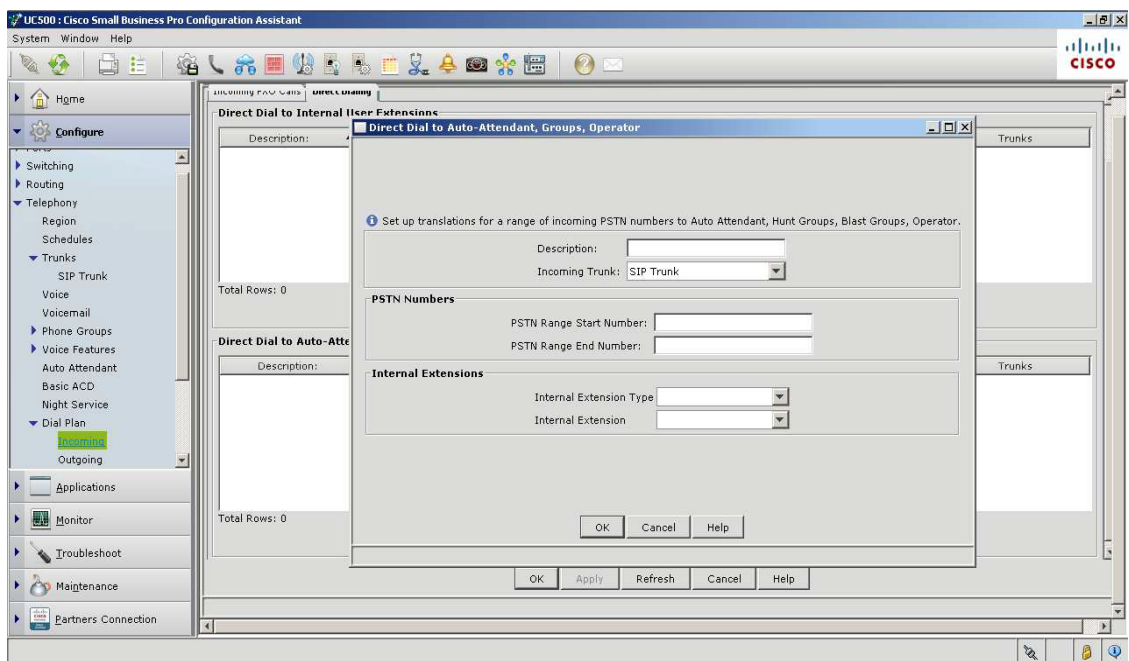 UC500 : Cisco Small Business Pro Configuration Assistant
System Window Help
CISCO
Home
Configure
Ports
Switching
Routing
Telephony
Region
Schedules
Trunks
SIP Trunk
Voice
Voicemail
Phone Groups
Voice Features
Auto Attendant
Basic ACD
Night Service
Dial Plan
Incoming
Outgoing
Applications
Monitor
Troubleshoot
Maintenance
Partners Connection
Incoming FXO Calls Direct Dialing
Direct Dial to Internal User Extensions
Description: Trunks
Total Rows: 0
Direct Dial to Auto-Atte
Description: Trunks
Total Rows: 0
OK Apply Refresh Cancel Help
Direct Dial to Auto-Attendant, Groups, Operator
Set up translations for a range of incoming PSTN numbers to Auto Attendant, Hunt Groups, Blast Groups, Operator.
Description:
Incoming Trunk: SIP Trunk
PSTN Numbers
PSTN Range Start Number:
PSTN Range End Number:
Internal Extensions
Internal Extension Type
Internal Extension
OK Cancel Help